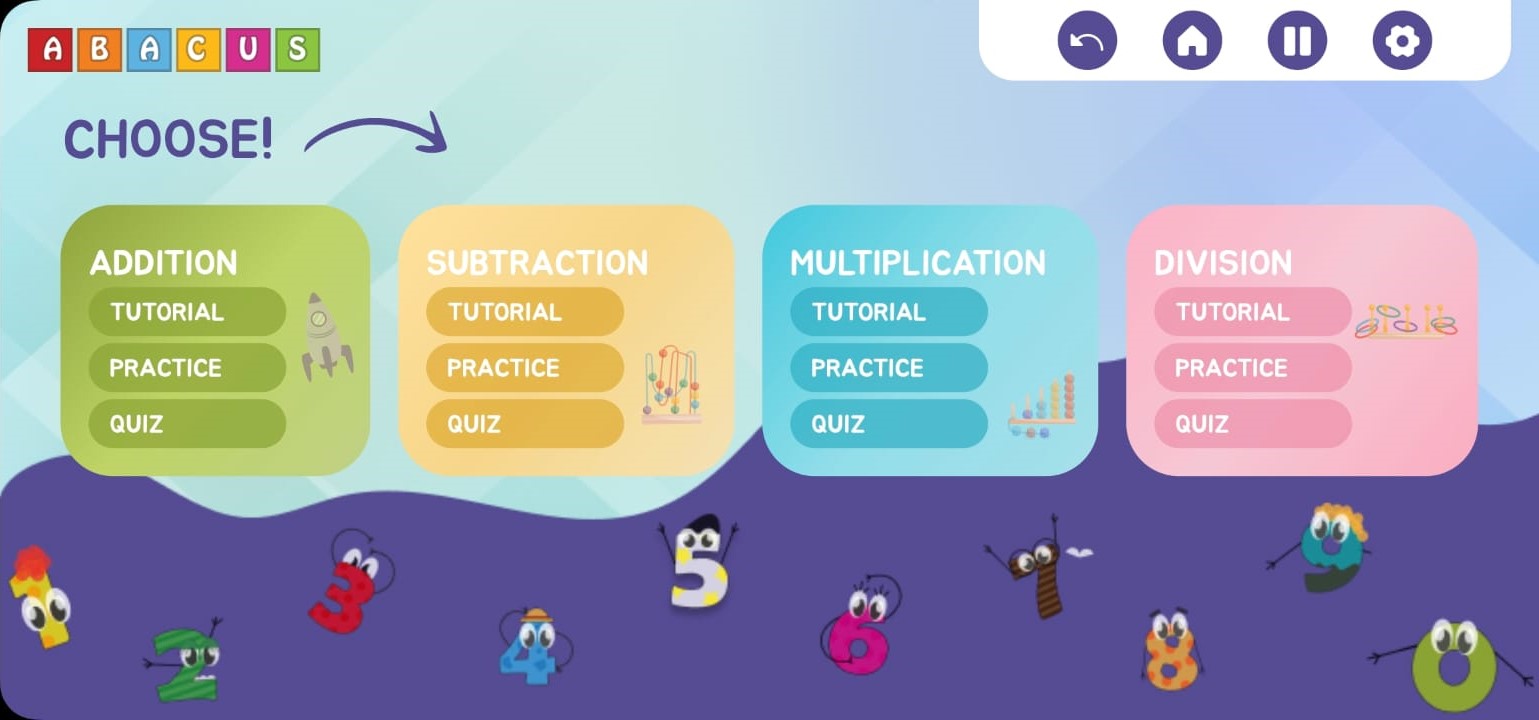 ABACUS
CHOOSE!
ADDITION
TUTORIAL
PRACTICE
QUIZ
SUBTRACTION
TUTORIAL
PRACTICE
QUIZ
MULTIPLICATION
TUTORIAL
PRACTICE
QUIZ
DIVISION
TUTORIAL
PRACTICE
QUIZ
1 2 3 4 5 6 7 8 9 0